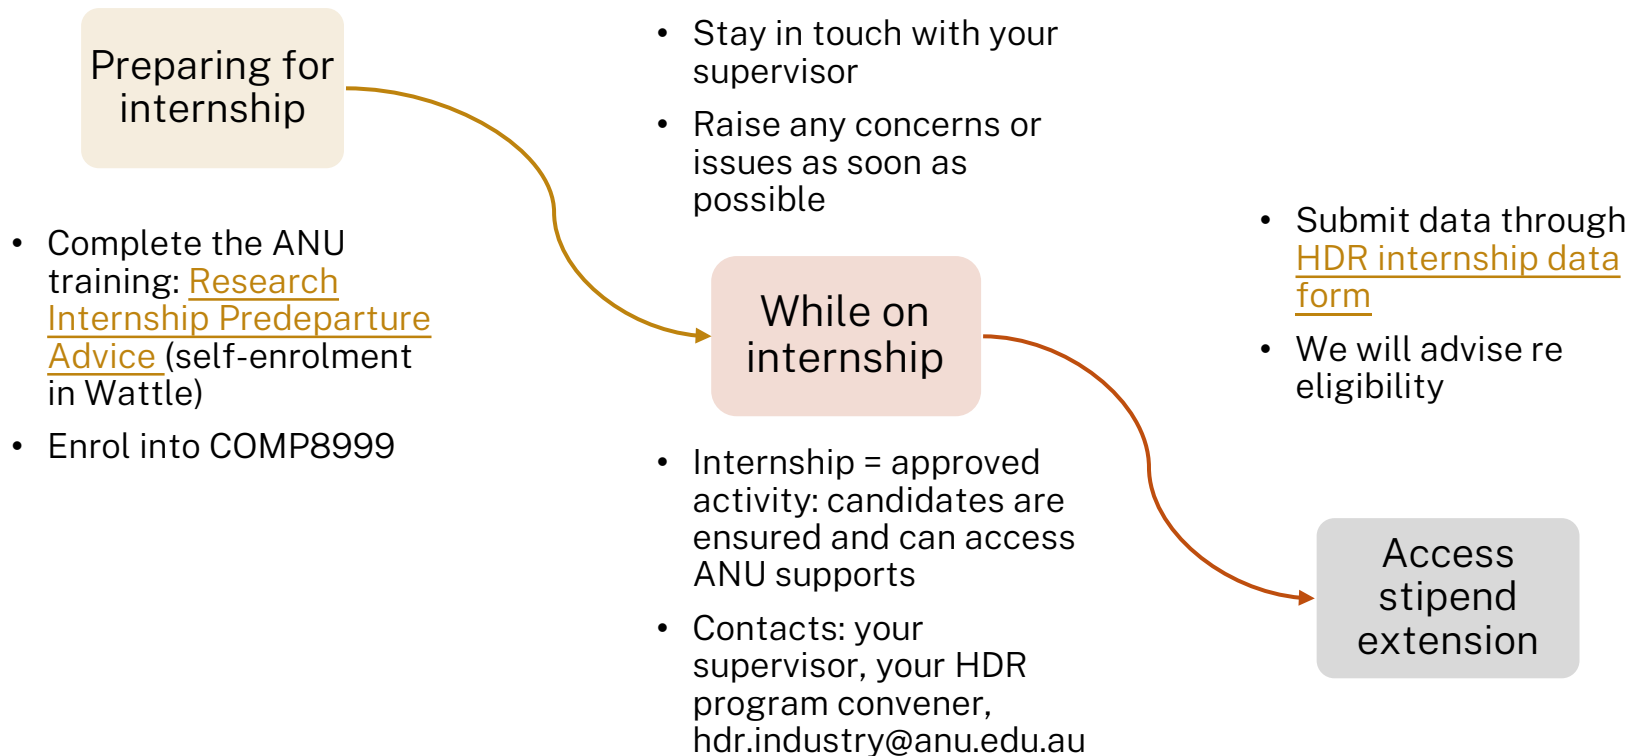 Preparing for
internship
• Complete the ANU
training: Research
Internship Predeparture
Advice (self-enrolment
in Wattle)
• Enrol into COMP8999
• Stay in touch with your
supervisor
• Raise any concerns or
issues as soon as
possible
While on
internship
• Internship = approved
activity: candidates are
ensured and can access
ANU supports
• Contacts: your
supervisor, your HDR
program convener,
hdr.industry@anu.edu.au
• Submit data through
HDR internship data
form
• We will advise re
eligibility
Access
stipend
extension